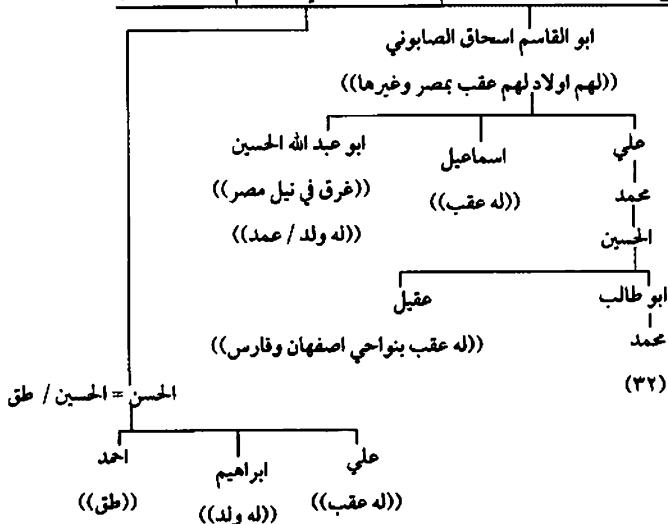 ابو القاسم اسحاق الصابوني
((لهم اولاد لهم عقب بمصر وغيرها))
علي
اسماعيل
ابو عبد الله الحسين
محمد
((له عقب))
((غرق في نيل مصر))
الحسين
((له ولد / عمد))
ابو طالب
عقيل
محمد
((له عقب بنواحي اصفهان وفارس))
(٣٢)
الحسن = الحسين / طق
علي
ابراهيم
احمد
((له عقب))
((له ولد))
((طق))